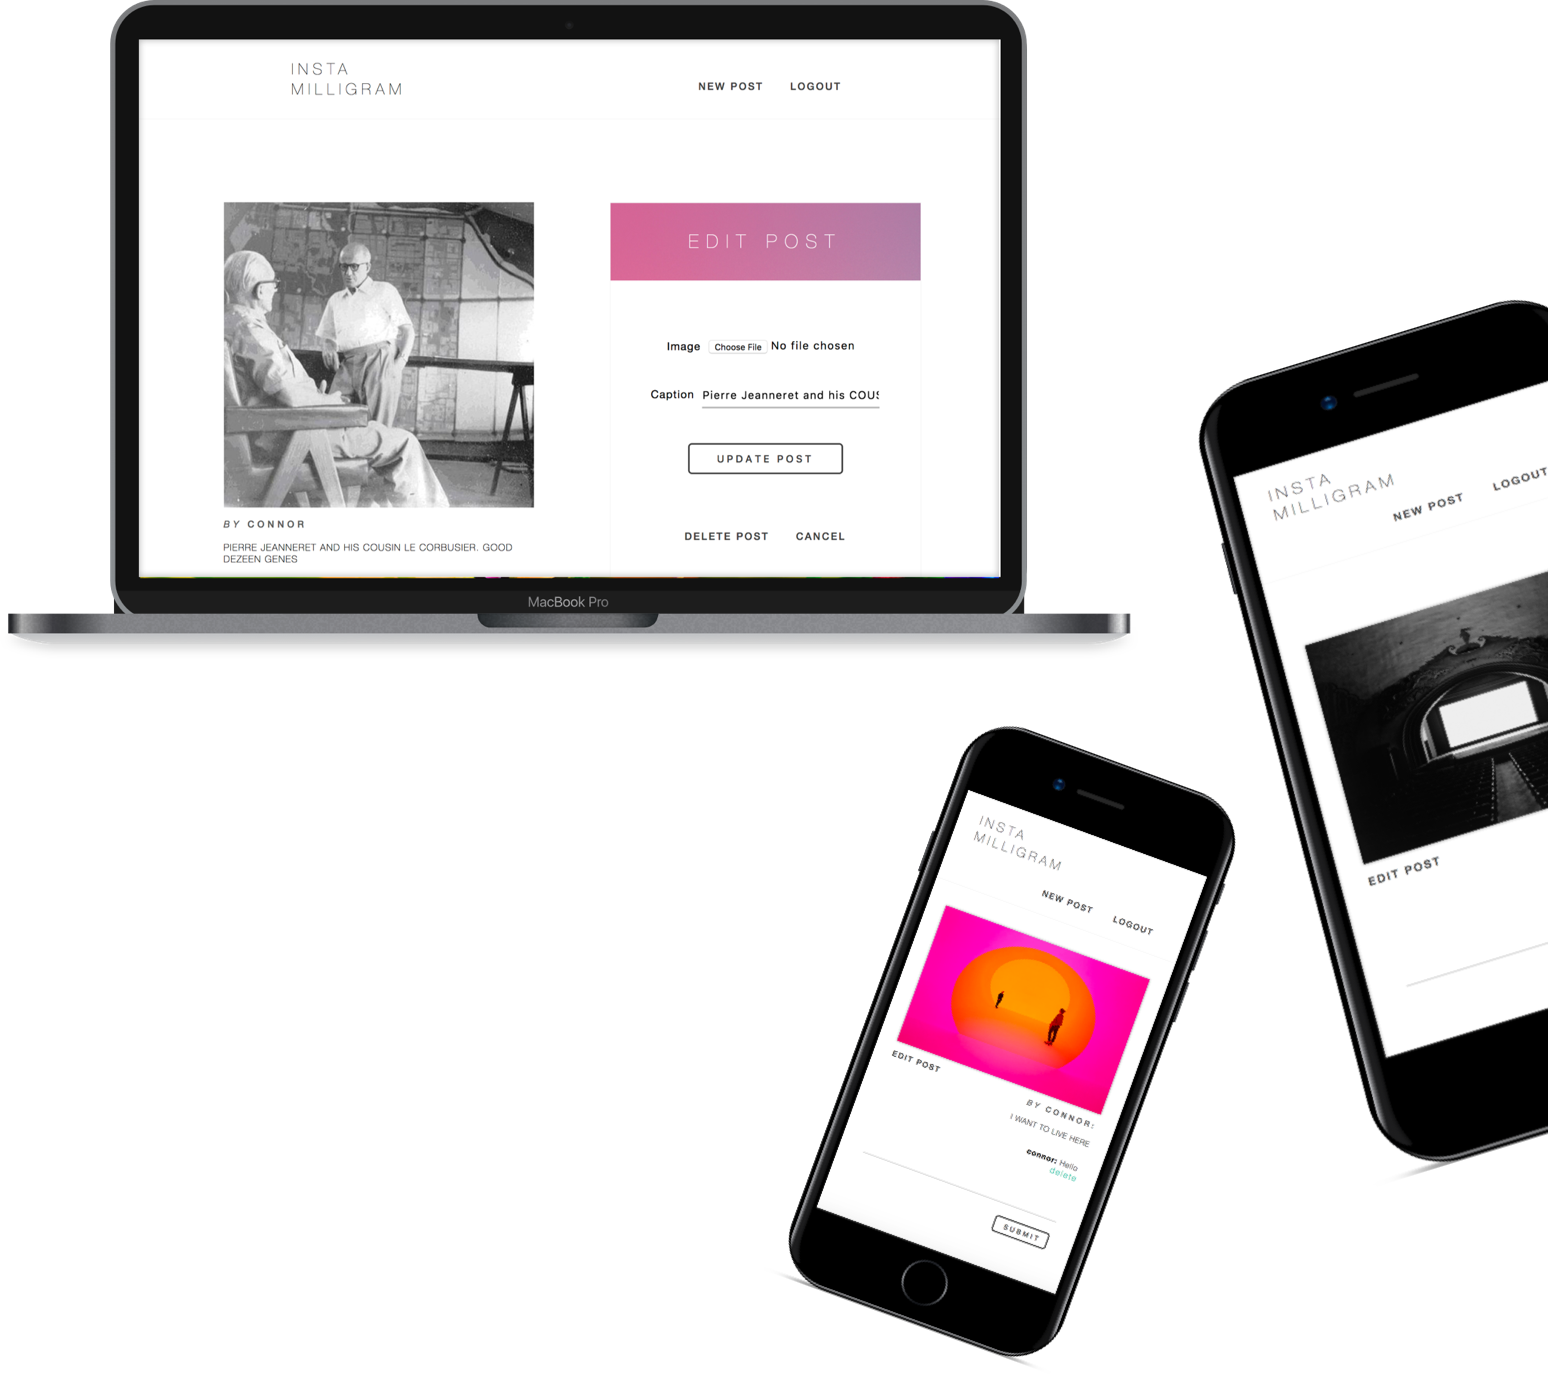 INSTA
MILLIGRAM
NEW POST LOGOUT
EDIT POST
Image Choose File No file chosen
Caption Pierre Jeanneret and his COUS
UPDATE POST
DELETE POST CANCEL
BY CONNOR
PIERRE JEANNERET AND HIS COUSIN LE CORBUSIER. GOOD
DEZEEN GENES
MacBook Pro
INSTA
MILLIGRAM
NEW POST LOGOUT
EDIT POST
INSTA
MILLIGRAM
NEW POST LOGOUT
EDIT POST
BY CONNOR:
I WANT TO LIVE HERE
connor: Hello
delete
SUBMIT